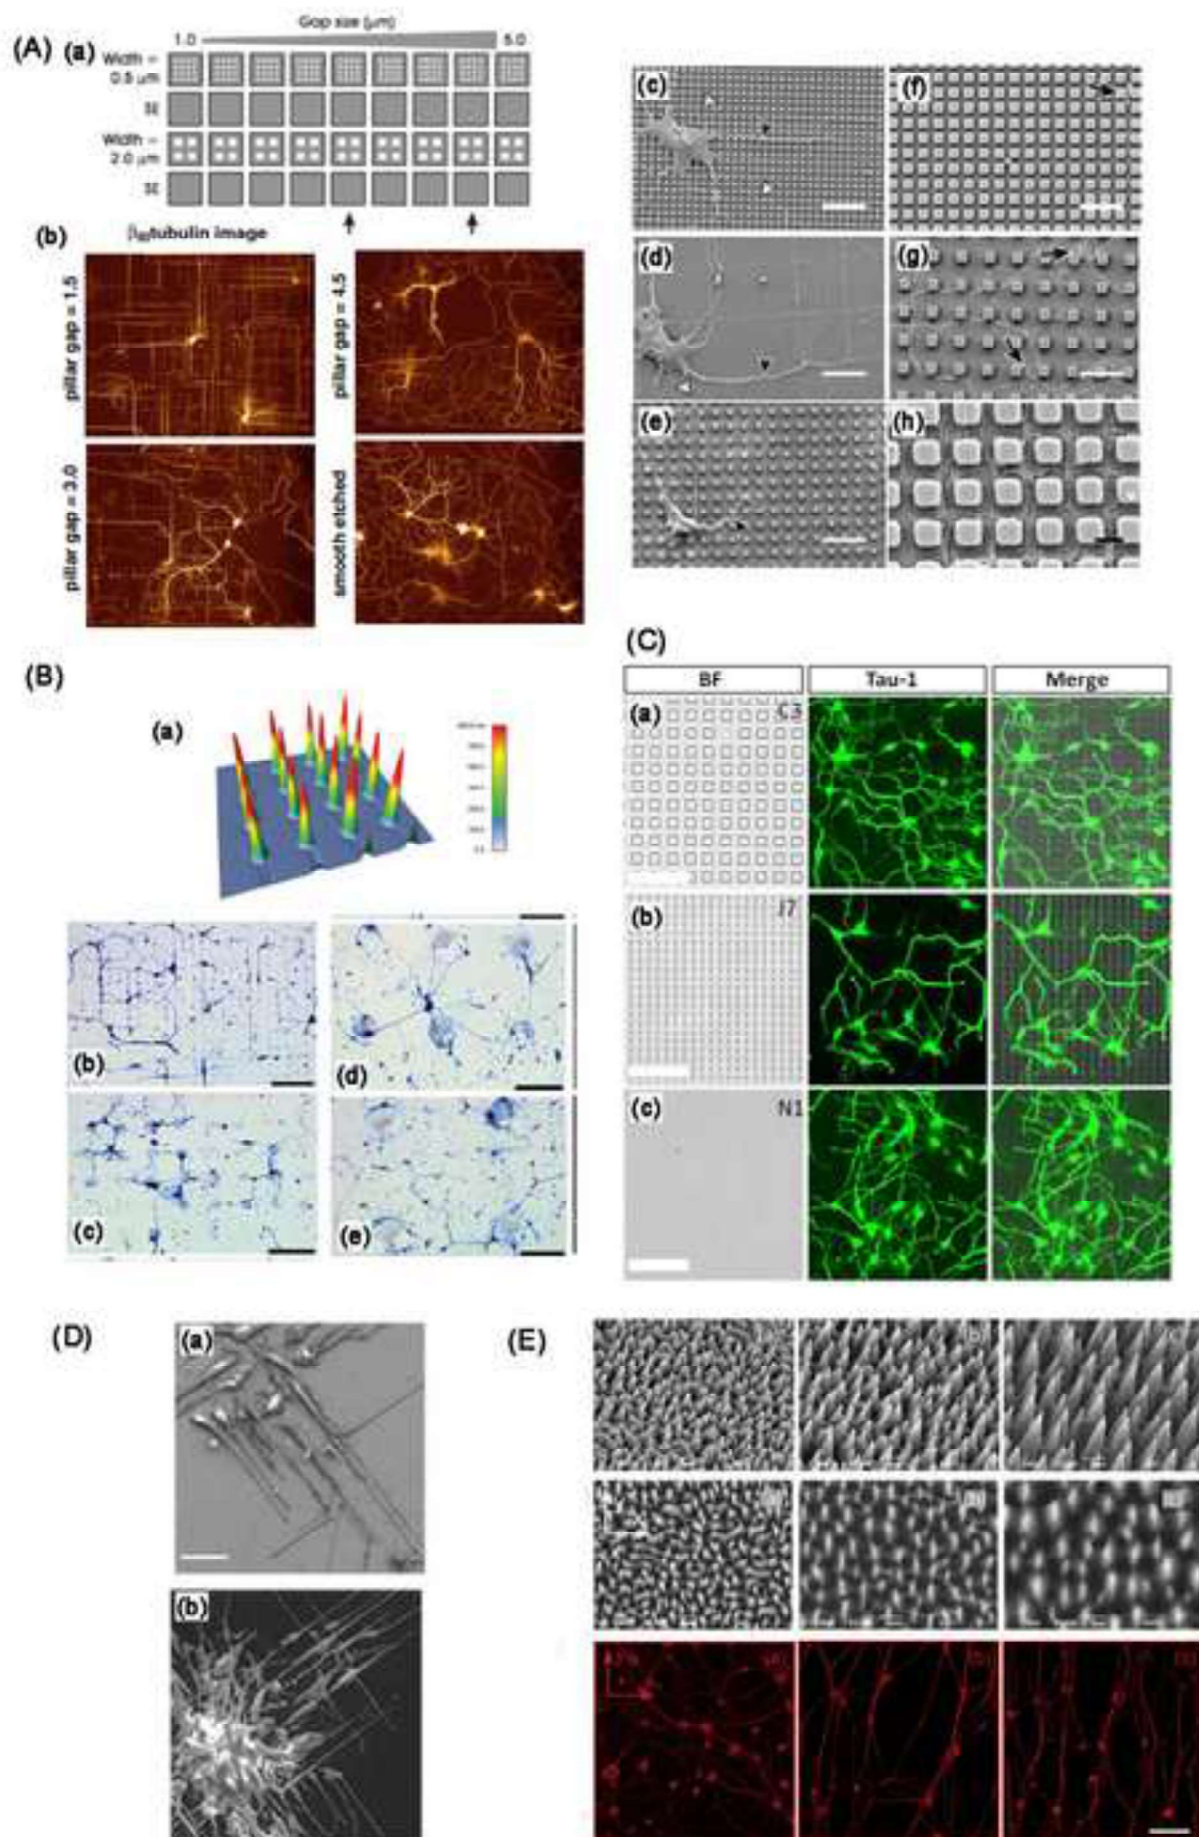 Gap size (μm)
(A) (a)
1.0
5.0
Width =
0.5 μm
SE
Width =
2.0 μm
SE
(b)
βIIItubulin image
pillar gap = 1.5
pillar gap = 4.5
pillar gap = 3.0
smooth etched
(c)
(f)
(d)
(g)
(e)
(h)
(B)
(a)
(b)
(d)
(c)
(e)
(C)
BF
Tau-1
Merge
(a)
C3
(b)
J7
(c)
N1
(D)
(a)
(b)
(E)